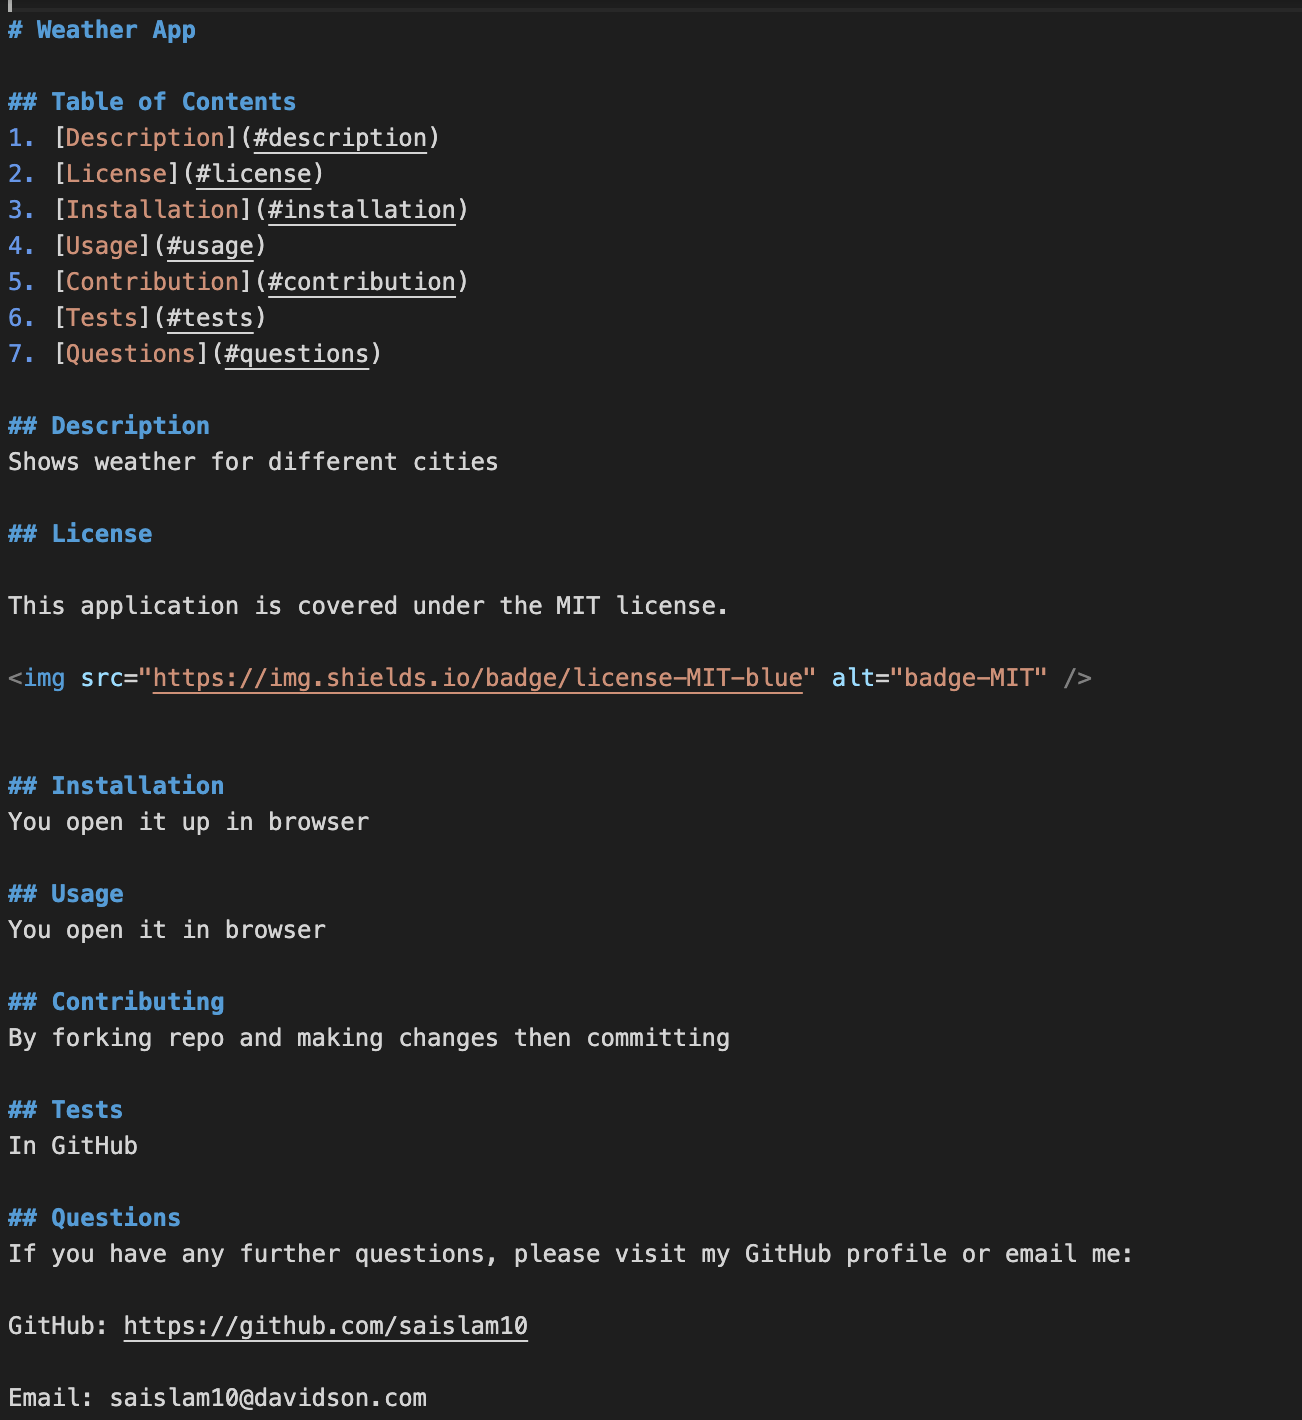 # Weather App
## Table of Contents
1. [Description](#description)
2. [License](#license)
3. [Installation](#installation)
4. [Usage](#usage)
5. [Contribution](#contribution)
6. [Tests](#tests)
7. [Questions](#questions)
## Description
Shows weather for different cities
## License
This application is covered under the MIT license.
<img src="https://img.shields.io/badge/license-MIT-blue" alt="badge-MIT" />
## Installation
You open it up in browser
## Usage
You open it in browser
## Contributing
By forking repo and making changes then committing
## Tests
In GitHub
## Questions
If you have any further questions, please visit my GitHub profile or email me:
GitHub: https://github.com/saislam10
Email: saislam10@davidson.com